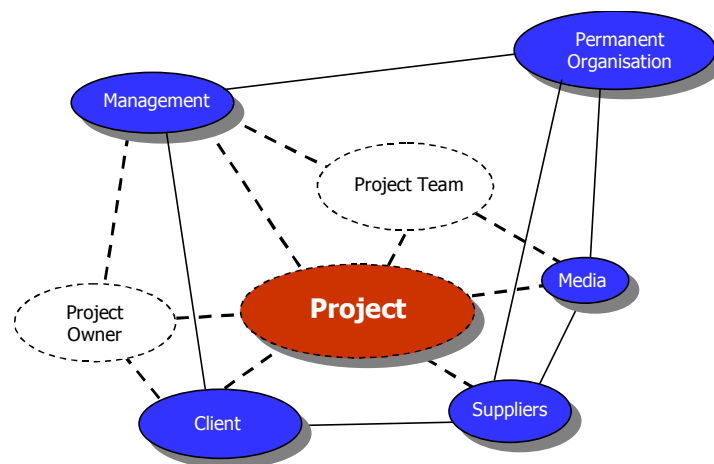 Permanent
Organisation
Management
Project Team
Media
Project
Project
Owner
Suppliers
Client